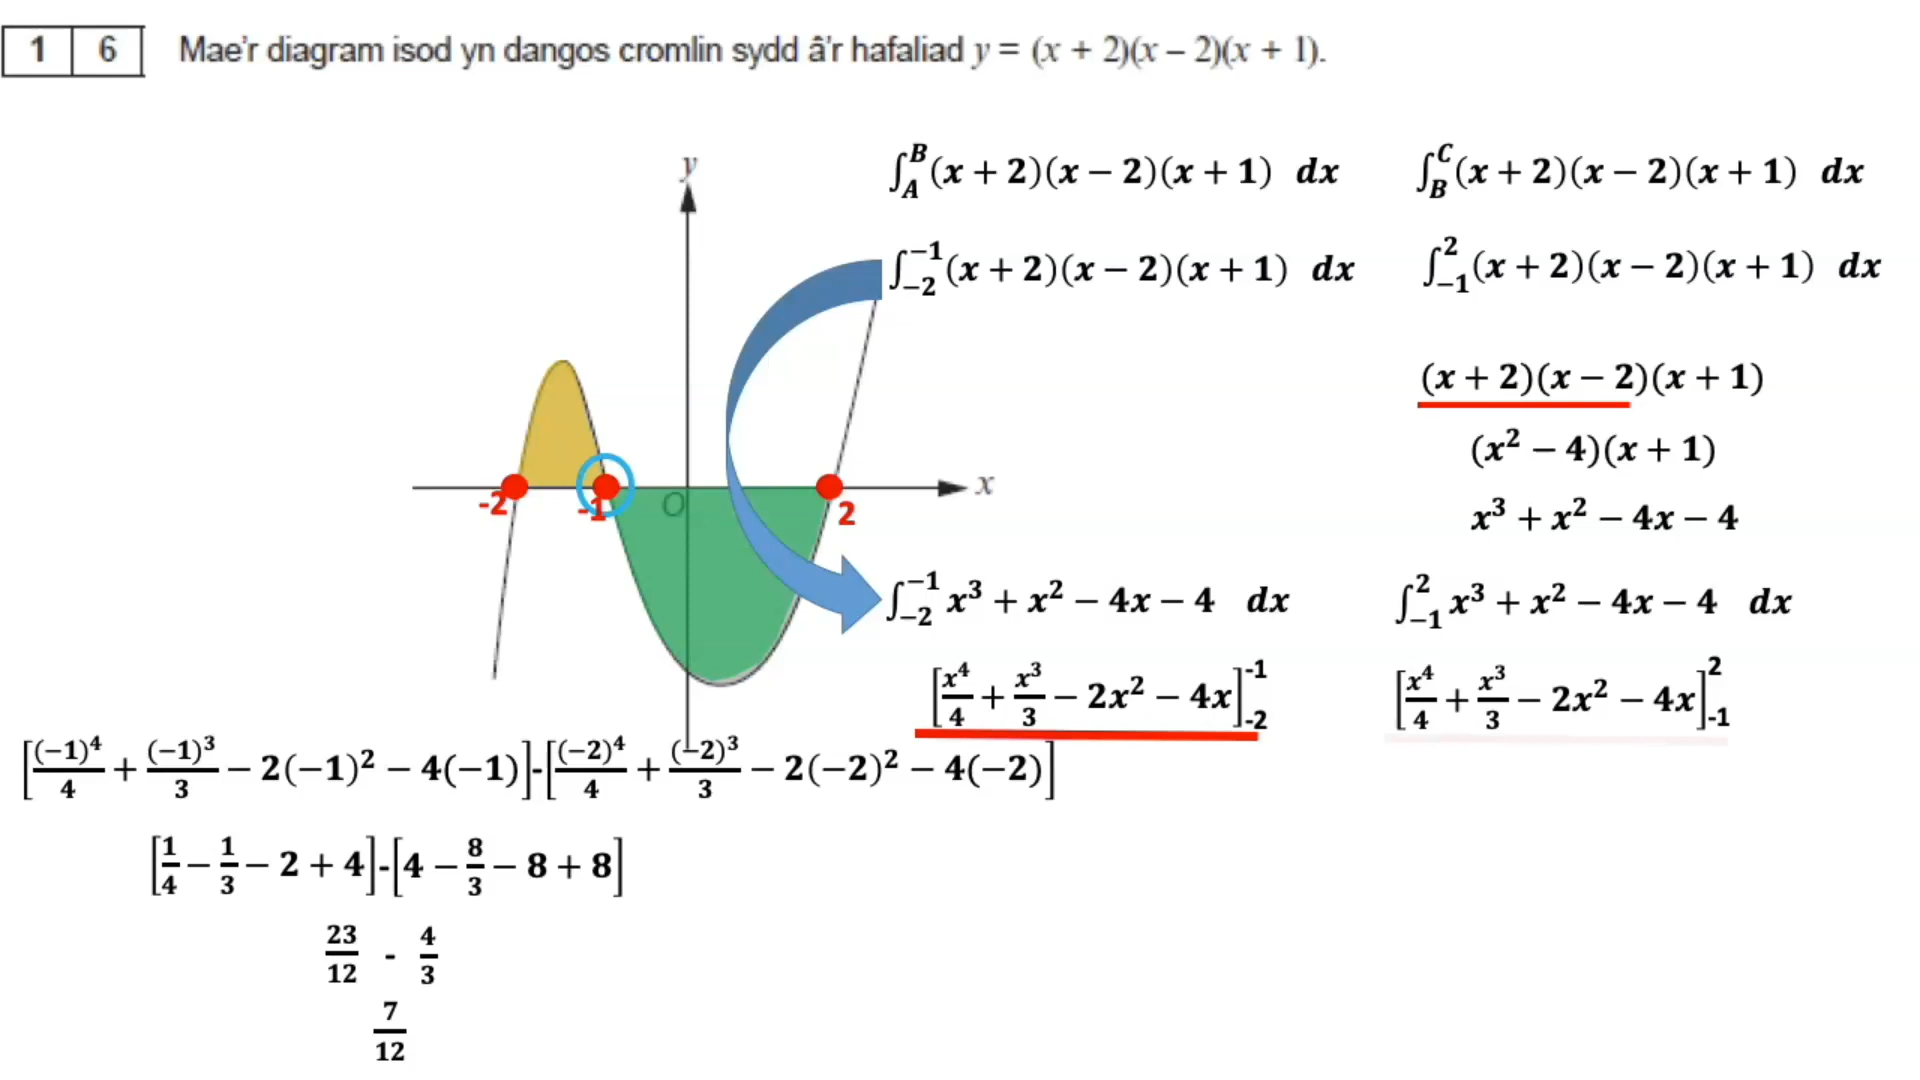 1 6 Mae'r diagram isod yn dangos cromlin sydd â'r hafaliad y = (x + 2)(x – 2)(x + 1).
y
x
O
-2
-1
2
∫_A^B (x + 2)(x − 2)(x + 1) dx
∫_{−2}^{−1} (x + 2)(x − 2)(x + 1) dx
∫_B^C (x + 2)(x − 2)(x + 1) dx
∫_{−1}^{2} (x + 2)(x − 2)(x + 1) dx
(x + 2)(x − 2)(x + 1)
(x² − 4)(x + 1)
x³ + x² − 4x − 4
∫_{−2}^{−1} x³ + x² − 4x − 4 dx
∫_{−1}^{2} x³ + x² − 4x − 4 dx
[x⁴/4 + x³/3 − 2x² − 4x]_{-2}^{-1}
[x⁴/4 + x³/3 − 2x² − 4x]_{-1}^{2}
[(−1)⁴/4 + (−1)³/3 − 2(−1)² − 4(−1)]-[(−2)⁴/4 + (−2)³/3 − 2(−2)² − 4(−2)]
[1/4 − 1/3 − 2 + 4]-[4 − 8/3 − 8 + 8]
23/12 - 4/3
7/12